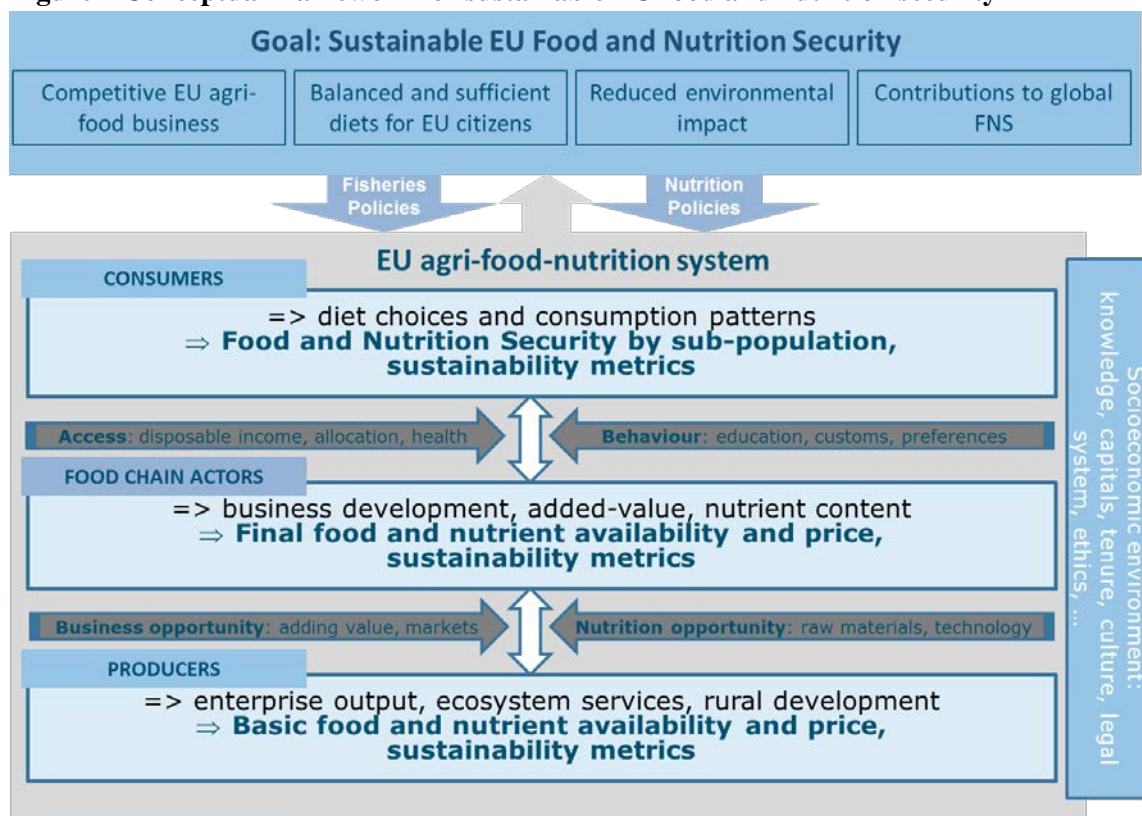 Goal: Sustainable EU Food and Nutrition Security
Competitive EU agri-
food business
Balanced and sufficient
diets for EU citizens
Reduced environmental
impact
Contributions to global
FNS
Fisheries
Policies
Nutrition
Policies
EU agri-food-nutrition system
CONSUMERS
=> diet choices and consumption patterns
⇒ Food and Nutrition Security by sub-population,
sustainability metrics
Access: disposable income, allocation, health
Behaviour: education, customs, preferences
FOOD CHAIN ACTORS
=> business development, added-value, nutrient content
⇒ Final food and nutrient availability and price,
sustainability metrics
Business opportunity: adding value, markets
Nutrition opportunity: raw materials, technology
PRODUCERS
=> enterprise output, ecosystem services, rural development
⇒ Basic food and nutrient availability and price,
sustainability metrics
Socioeconomic environment:
knowledge, capitals, tenure, culture, legal
system, ethics, ...